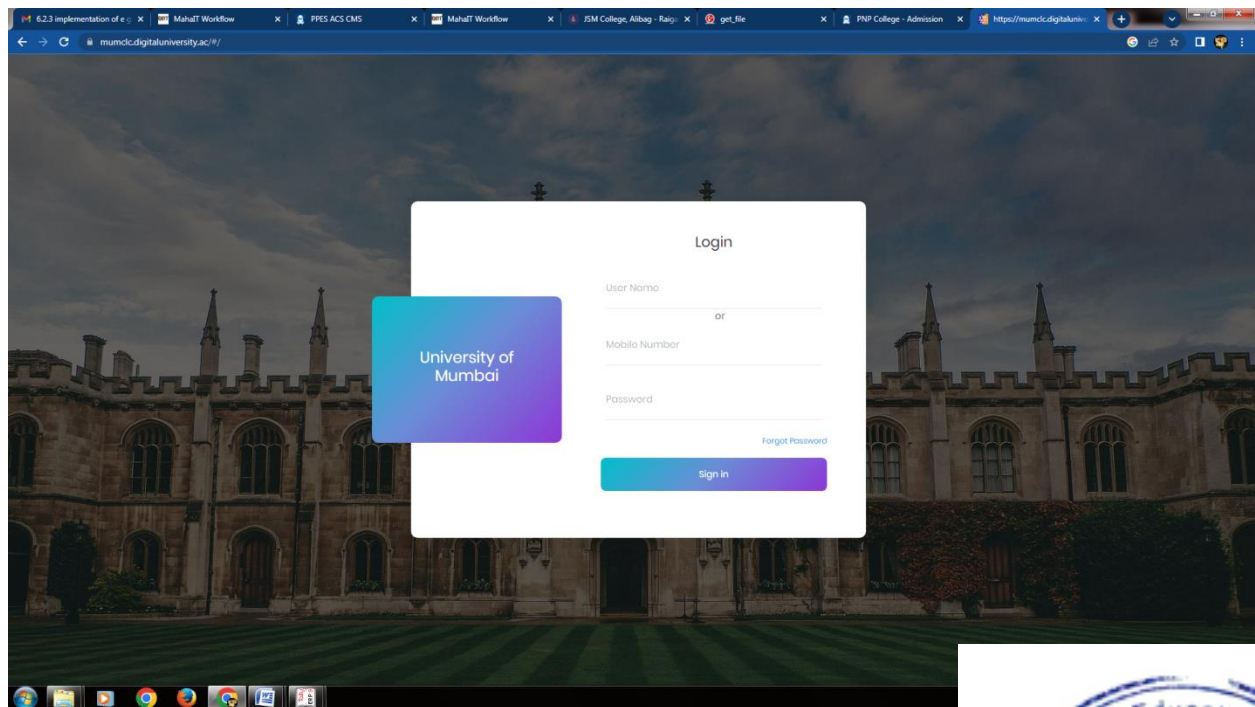 6.2.3 implementation of e g
MahaIT Workflow
PPES ACS CMS
MahaIT Workflow
JSM College, Alibag - Raiga
get_file
PNP College - Admission
https://mumclc.digitaluniver
mumclc.digitaluniversity.ac/#/
Login
User Name
or
Mobile Number
University of
Mumbai
Password
Forgot Password
Sign in